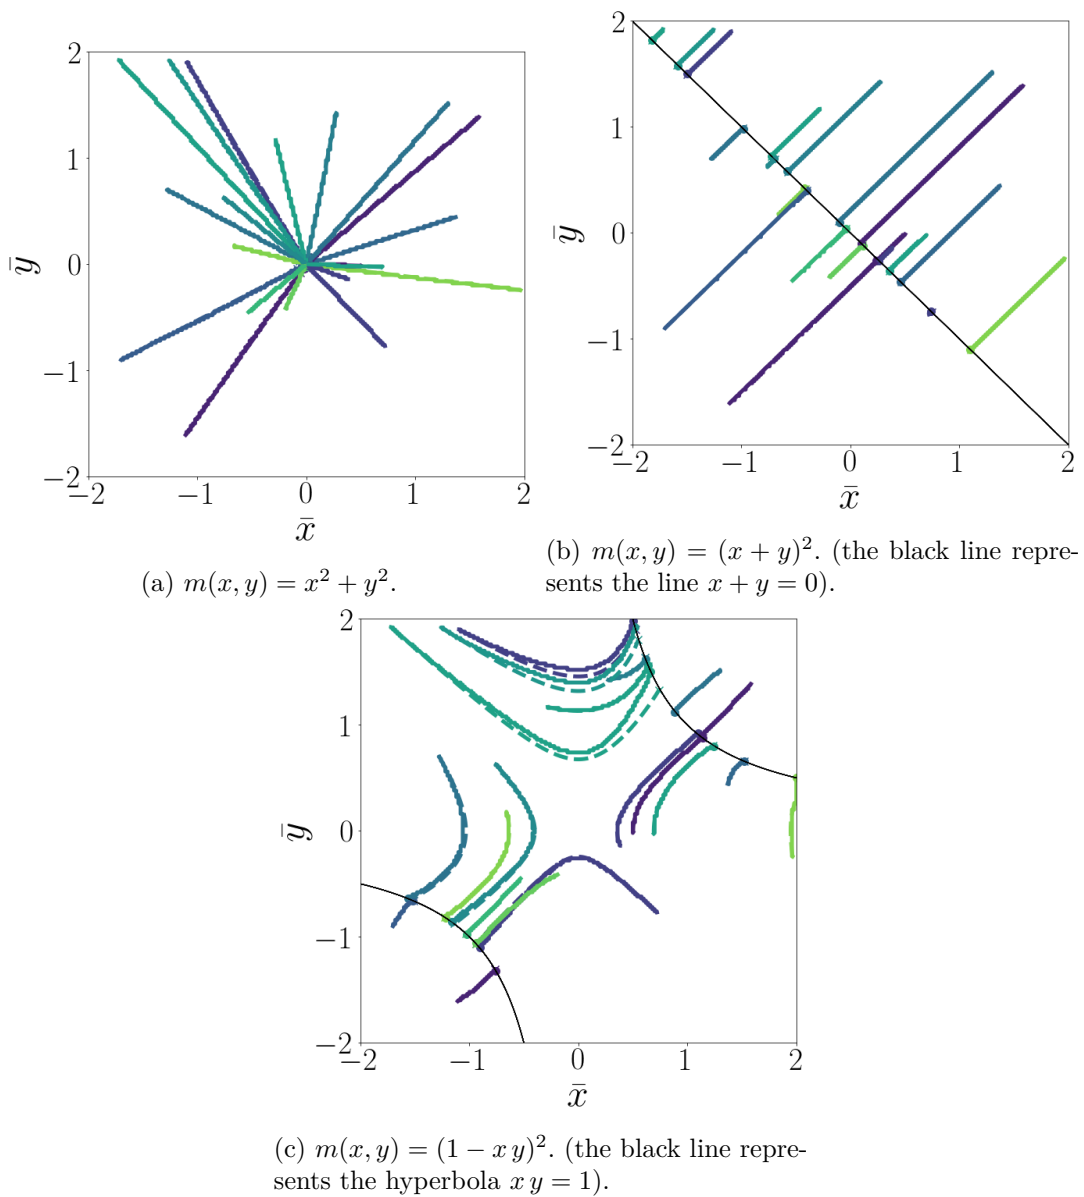 2
1
0
−1
−2
−2
−1
0
1
2
ȳ
x̄
(a) m(x, y) = x² + y².
2
1
0
−1
−2
−2
−1
0
1
2
ȳ
x̄
(b) m(x, y) = (x + y)². (the black line repre-
sents the line x + y = 0).
2
1
0
−1
−2
−2
−1
0
1
2
ȳ
x̄
(c) m(x, y) = (1 − x y)². (the black line repre-
sents the hyperbola x y = 1).